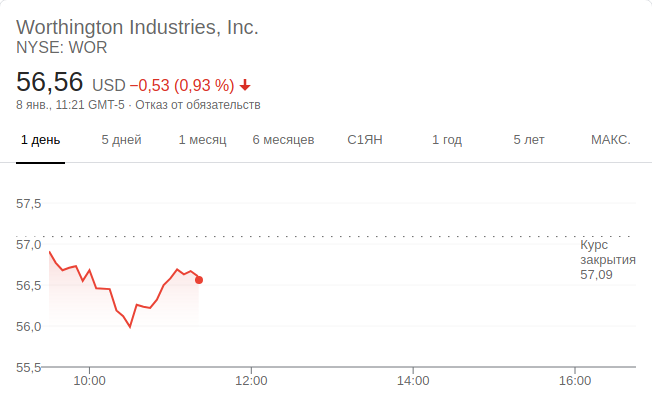 Worthington Industries, Inc.
NYSE: WOR
56,56 USD −0,53 (0,93 %)
8 янв., 11:21 GMT-5 · Отказ от обязательств
1 день 5 дней 1 месяц 6 месяцев С1ЯН 1 год 5 лет МАКС.
57,5
57,0
Курс
закрытия
57,09
56,5
56,0
55,5
10:00 12:00 14:00 16:00